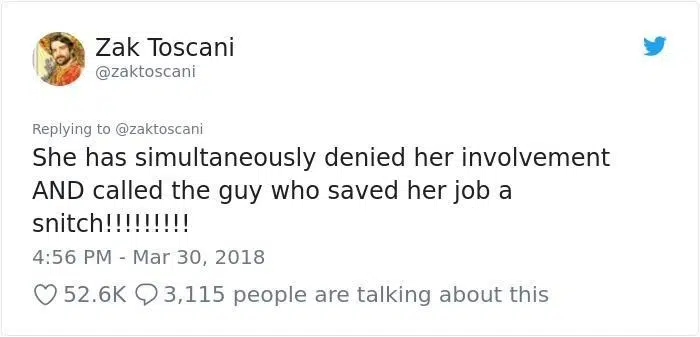 Zak Toscani
@zaktoscani
Replying to @zaktoscani
She has simultaneously denied her involvement
AND called the guy who saved her job a
snitch!!!!!!!!!
4:56 PM - Mar 30, 2018
52.6K 3,115 people are talking about this